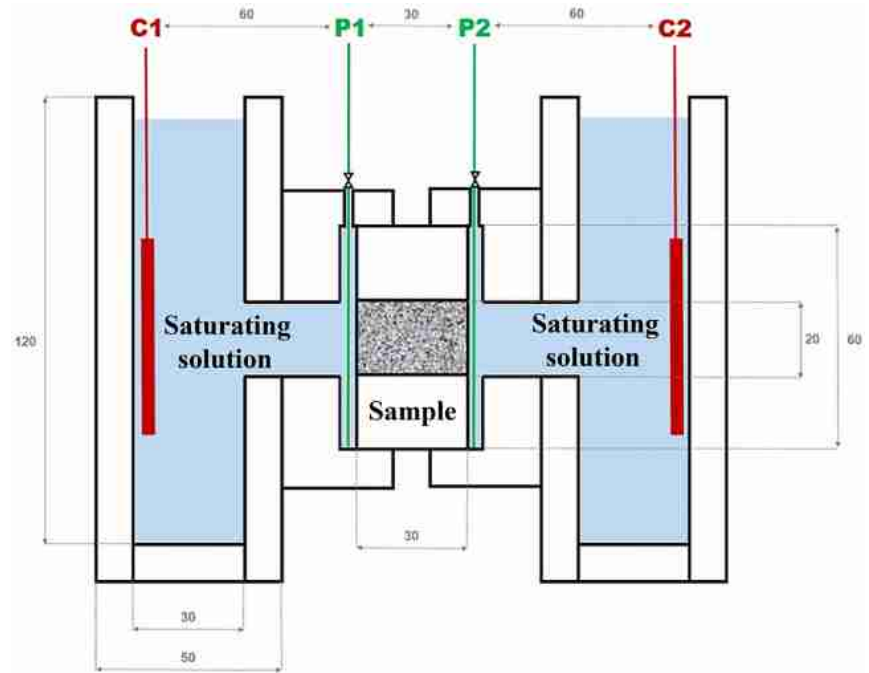 60 30 60
C1 P1 P2 C2
120
Saturating
solution
Saturating
solution
20
60
Sample
30
30
50